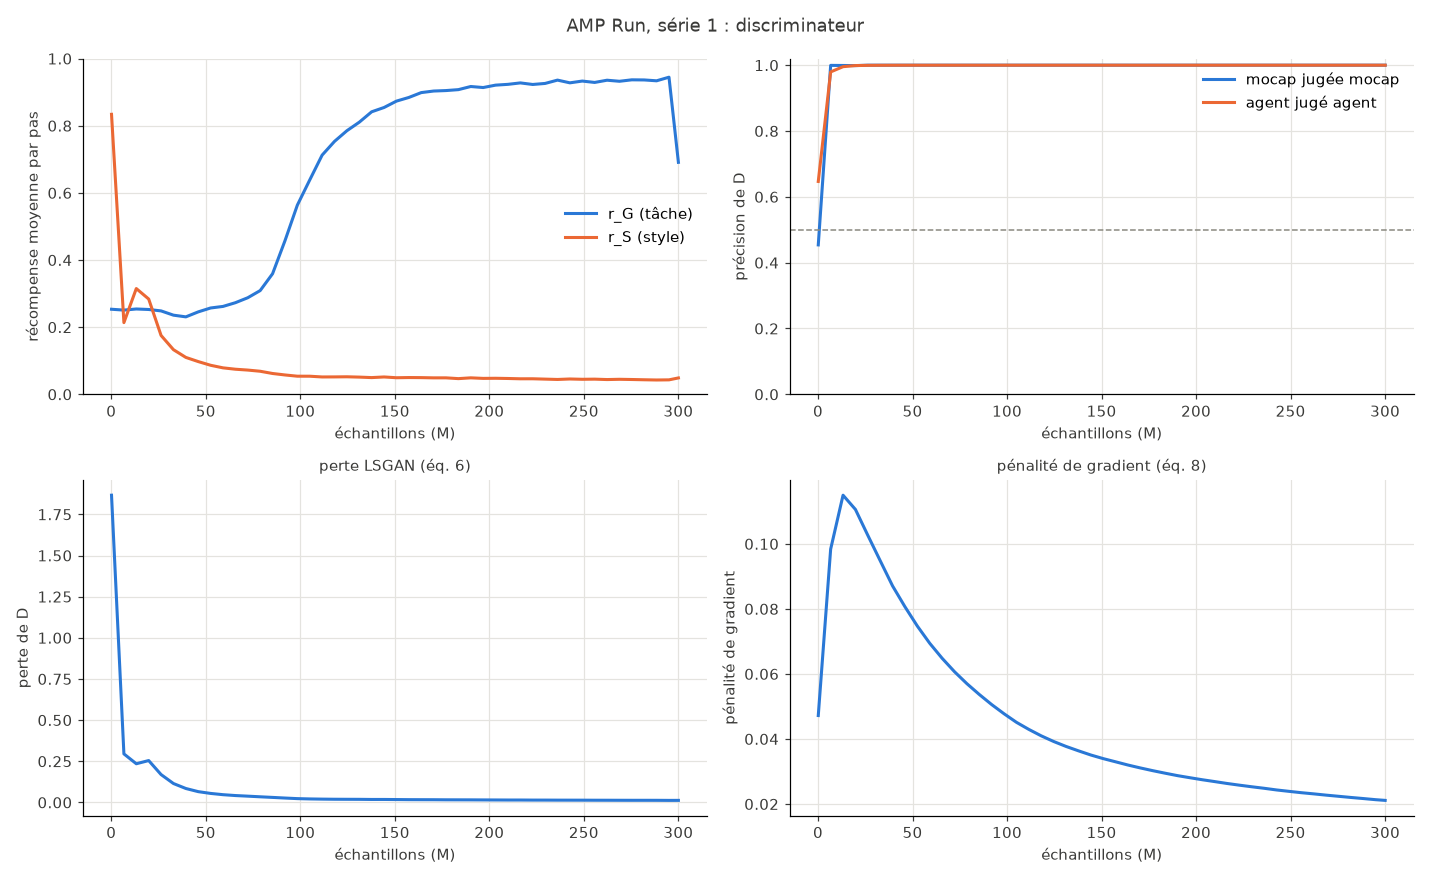 AMP Run, série 1 : discriminateur
récompense moyenne par pas
1.0
0.8
0.6
0.4
0.2
0.0
r_G (tâche)
r_S (style)
0 50 100 150 200 250 300
échantillons (M)
précision de D
1.0
0.8
0.6
0.4
0.2
0.0
mocap jugée mocap
agent jugé agent
0 50 100 150 200 250 300
échantillons (M)
perte LSGAN (éq. 6)
perte de D
1.75
1.50
1.25
1.00
0.75
0.50
0.25
0.00
0 50 100 150 200 250 300
échantillons (M)
pénalité de gradient (éq. 8)
pénalité de gradient
0.10
0.08
0.06
0.04
0.02
0 50 100 150 200 250 300
échantillons (M)